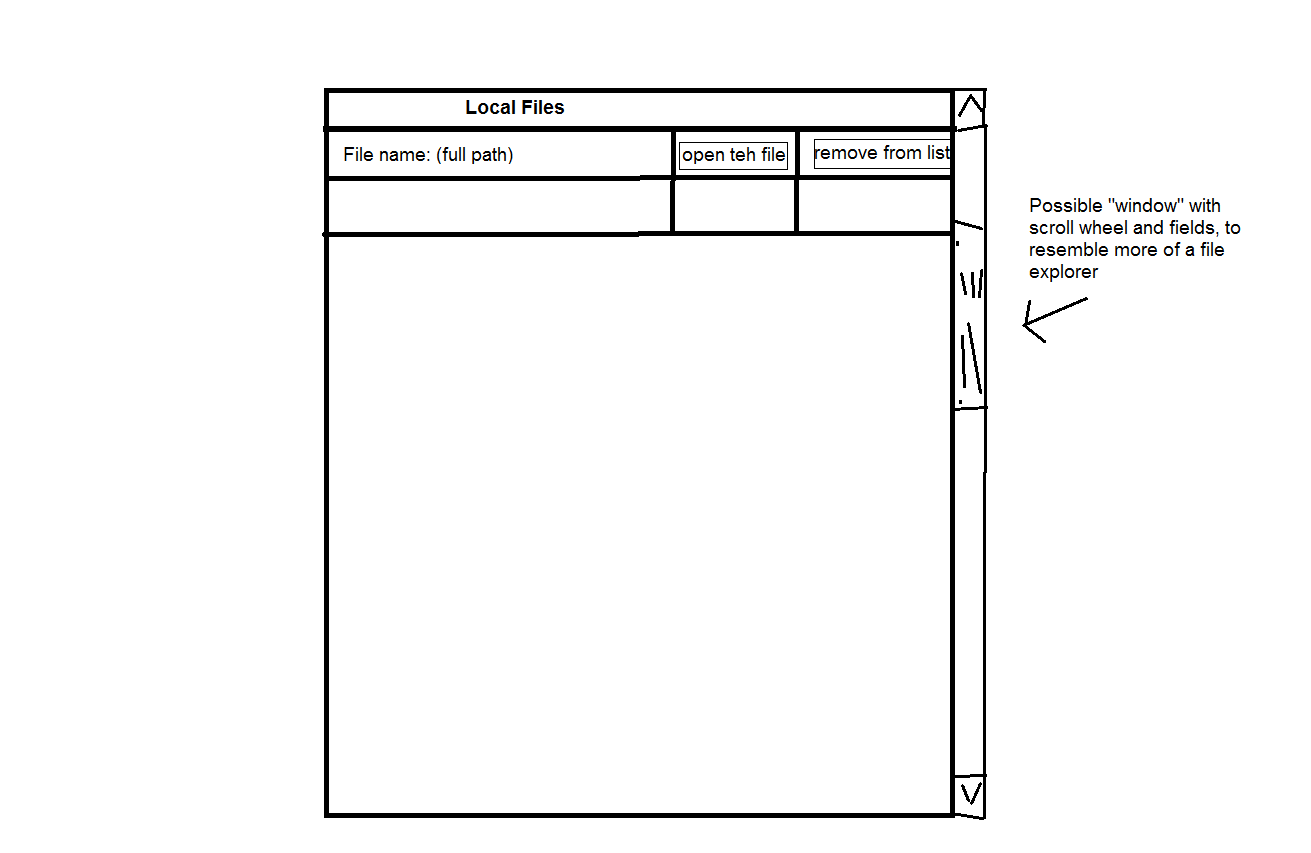 Local Files
File name: (full path)
open teh file
remove from list
Possible "window" with
scroll wheel and fields, to
resemble more of a file
explorer